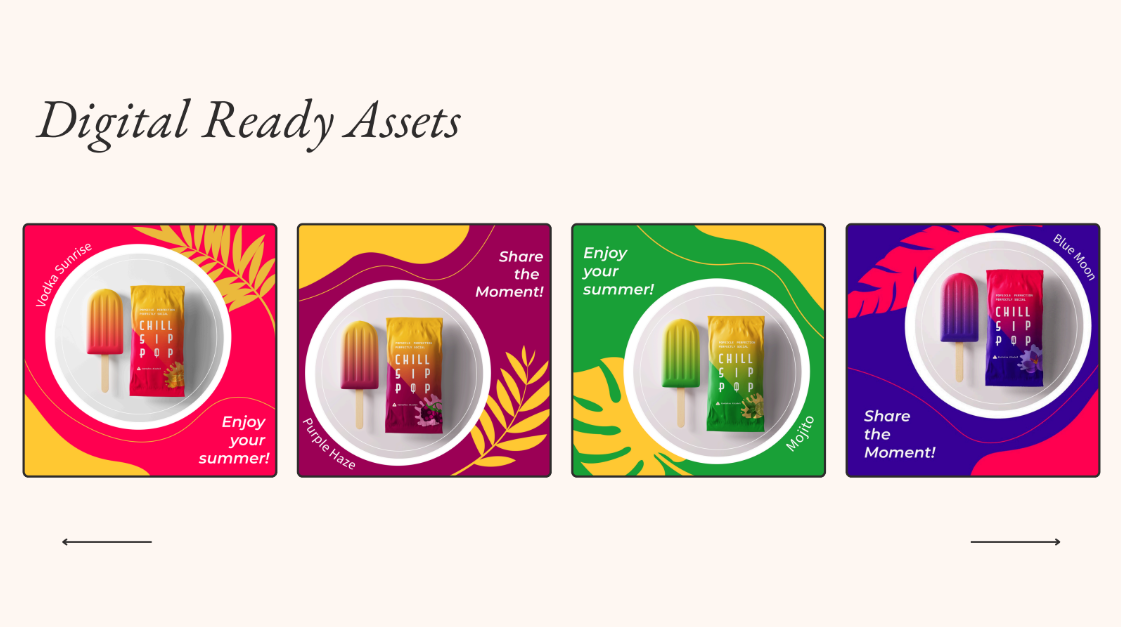 Digital Ready Assets
Vodka Sunrise
CHILL
SIP
POP
Enjoy
your
summer!
Share
the
Moment!
CHILL
SIP
POP
Purple Haze
Enjoy
your
summer!
CHILL
SIP
POP
Mojito
Blue Moon
CHILL
SIP
POP
Share
the
Moment!